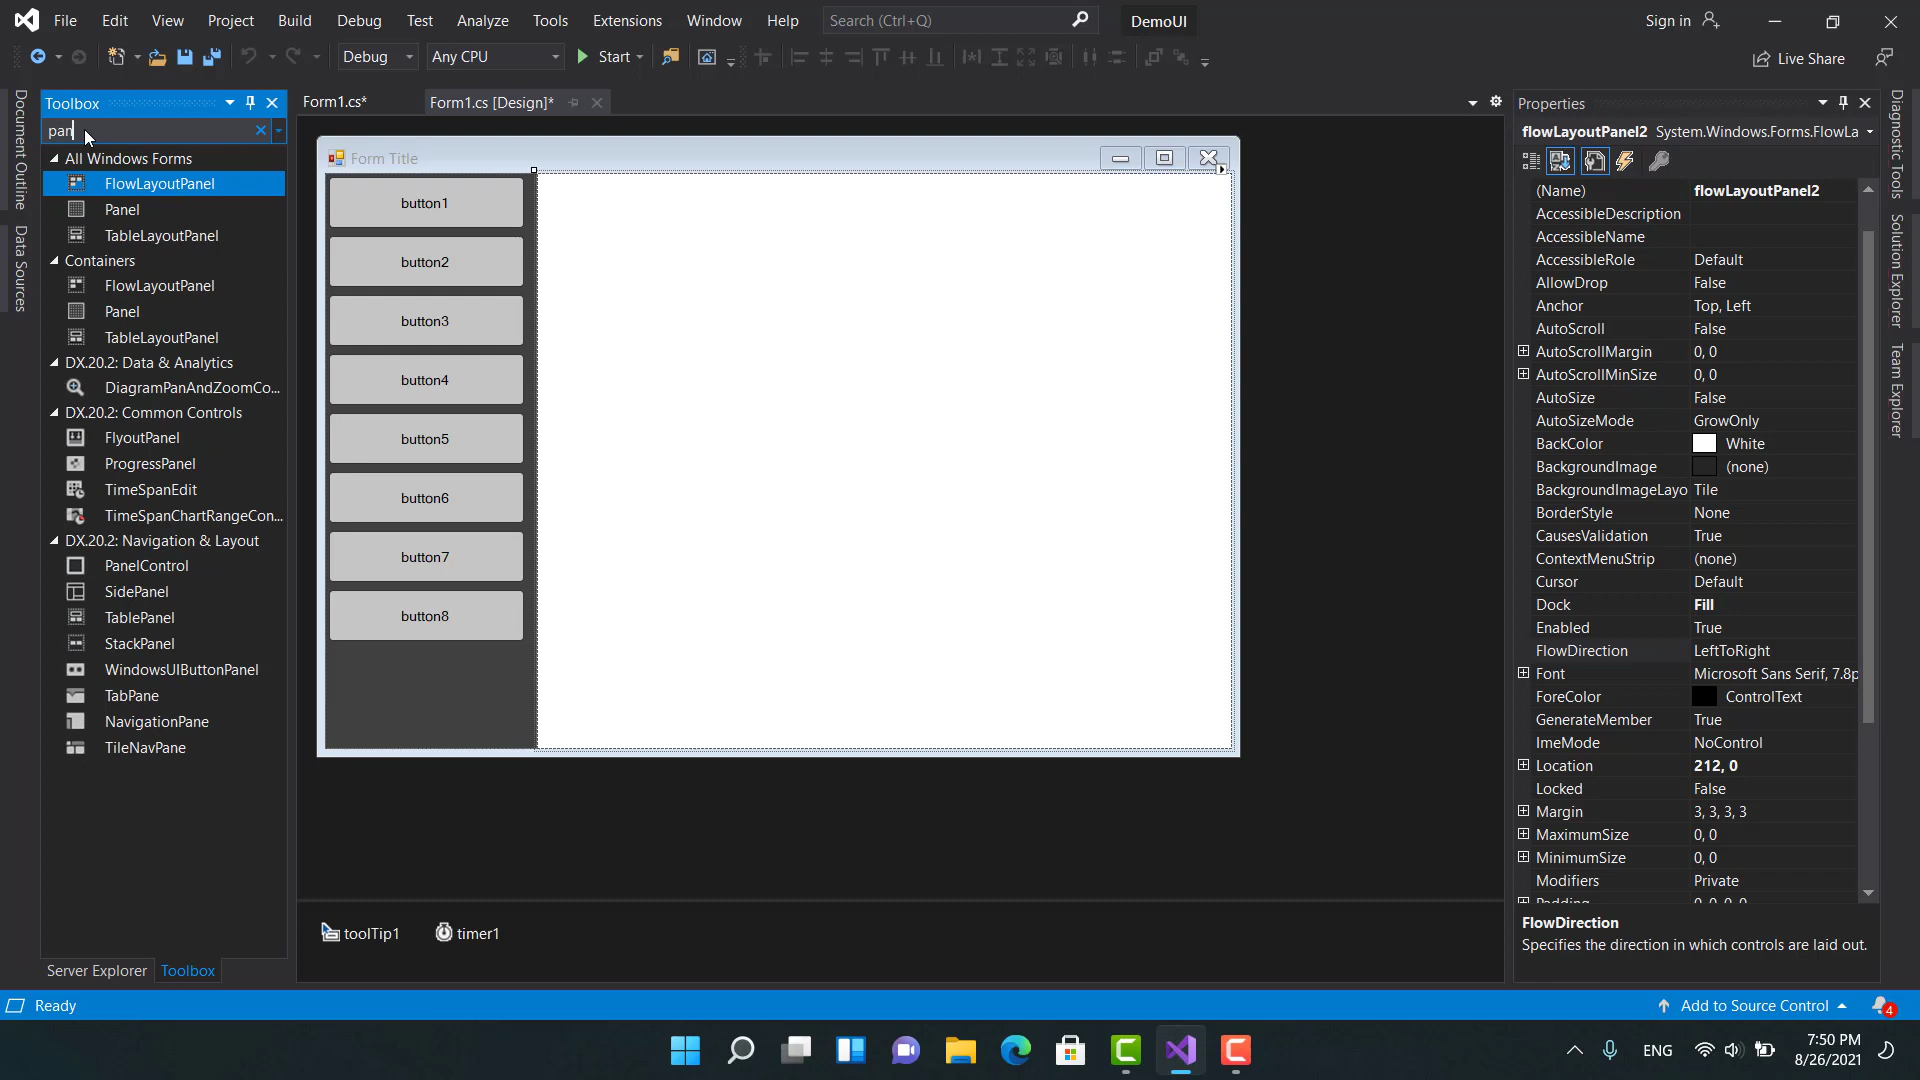 File Edit View Project Build Debug Test Analyze Tools Extensions Window Help Search (Ctrl+Q) DemoUI Sign in
Debug Any CPU Start Live Share
Document Outline
Data Sources
Toolbox
pan
All Windows Forms
FlowLayoutPanel
Panel
TableLayoutPanel
Containers
FlowLayoutPanel
Panel
TableLayoutPanel
DX.20.2: Data & Analytics
DiagramPanAndZoomCo...
DX.20.2: Common Controls
FlyoutPanel
ProgressPanel
TimeSpanEdit
TimeSpanChartRangeCon...
DX.20.2: Navigation & Layout
PanelControl
SidePanel
TablePanel
StackPanel
WindowsUIButtonPanel
TabPane
NavigationPane
TileNavPane
Server Explorer Toolbox
Form1.cs* Form1.cs [Design]*
Form Title
button1
button2
button3
button4
button5
button6
button7
button8
toolTip1 timer1
Properties
flowLayoutPanel2 System.Windows.Forms.FlowLa
(Name) flowLayoutPanel2
AccessibleDescription
AccessibleName
AccessibleRole Default
AllowDrop False
Anchor Top, Left
AutoScroll False
AutoScrollMargin 0, 0
AutoScrollMinSize 0, 0
AutoSize False
AutoSizeMode GrowOnly
BackColor White
BackgroundImage (none)
BackgroundImageLayo Tile
BorderStyle None
CausesValidation True
ContextMenuStrip (none)
Cursor Default
Dock Fill
Enabled True
FlowDirection LeftToRight
Font Microsoft Sans Serif, 7.8p
ForeColor ControlText
GenerateMember True
ImeMode NoControl
Location 212, 0
Locked False
Margin 3, 3, 3, 3
MaximumSize 0, 0
MinimumSize 0, 0
Modifiers Private
Padding 0, 0, 0, 0
FlowDirection
Specifies the direction in which controls are laid out.
Diagnostic Tools
Solution Explorer
Team Explorer
Ready Add to Source Control 4
ENG 7:50 PM
8/26/2021